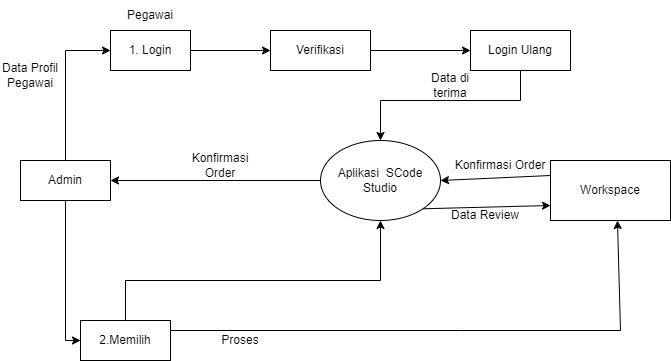 Pegawai
1. Login
Verifikasi
Login Ulang
Data Profil
Pegawai
Data di
terima
Konfirmasi
Order
Aplikasi SCode
Studio
Konfirmasi Order
Admin
Workspace
Data Review
2.Memilih
Proses